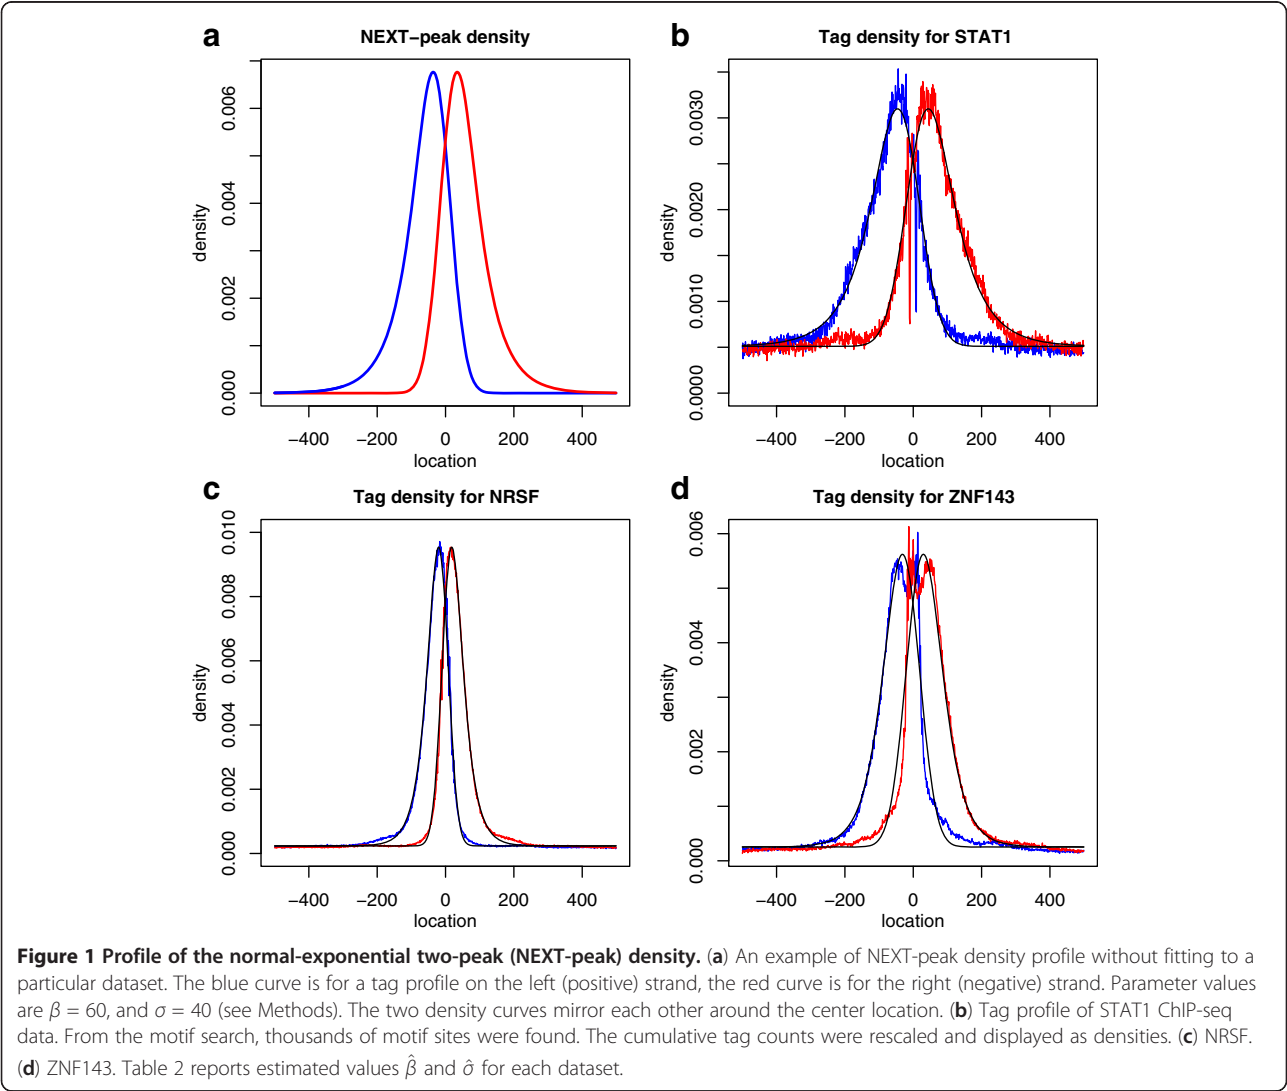 a
NEXT−peak density
density
0.000 0.002 0.004 0.006
−400 −200 0 200 400
location
b
Tag density for STAT1
density
0.0000 0.0010 0.0020 0.0030
−400 −200 0 200 400
location
c
Tag density for NRSF
density
0.000 0.002 0.004 0.006 0.008 0.010
−400 −200 0 200 400
location
d
Tag density for ZNF143
density
0.000 0.002 0.004 0.006
−400 −200 0 200 400
location
Figure 1 Profile of the normal-exponential two-peak (NEXT-peak) density. (a) An example of NEXT-peak density profile without fitting to a
particular dataset. The blue curve is for a tag profile on the left (positive) strand, the red curve is for the right (negative) strand. Parameter values
are β = 60, and σ = 40 (see Methods). The two density curves mirror each other around the center location. (b) Tag profile of STAT1 ChIP-seq
data. From the motif search, thousands of motif sites were found. The cumulative tag counts were rescaled and displayed as densities. (c) NRSF.
(d) ZNF143. Table 2 reports estimated values β̂ and σ̂ for each dataset.